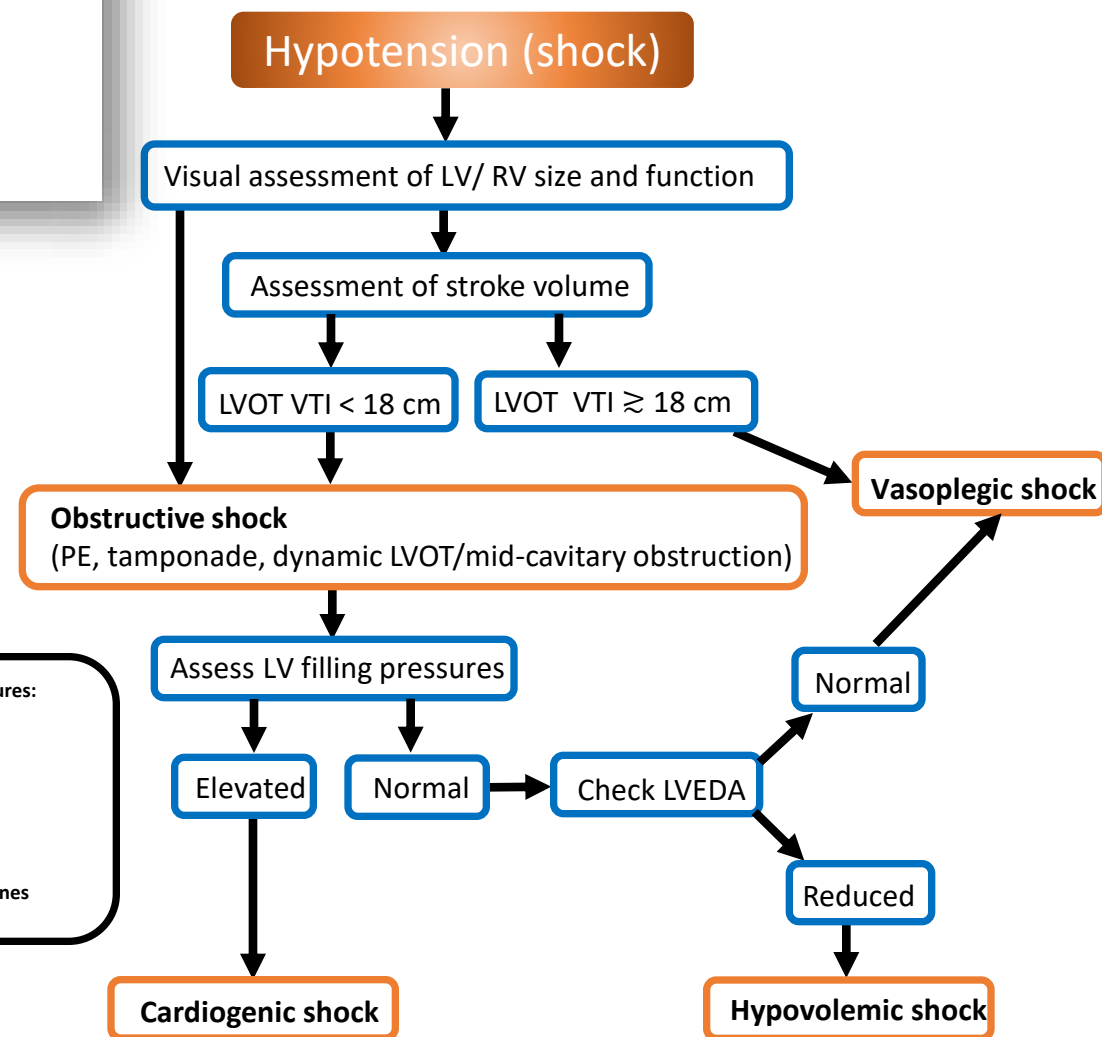 Hypotension (shock)
Visual assessment of LV/ RV size and function
Assessment of stroke volume
LVOT VTI < 18 cm
LVOT VTI ≳ 18 cm
Vasoplegic shock
Obstructive shock
(PE, tamponade, dynamic LVOT/mid-cavitary obstruction)
Assess LV filling pressures
Normal
Elevated
Normal
Check LVEDA
Reduced
Cardiogenic shock
Hypovolemic shock